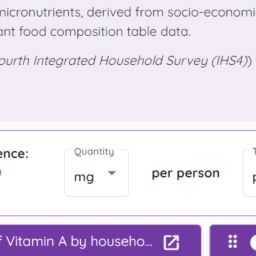 micronutrients, derived from socio-economi
ant food composition table data.
ourth Integrated Household Survey (IHS4))
ence:
Quantity
mg
per person
f Vitamin A by househo...